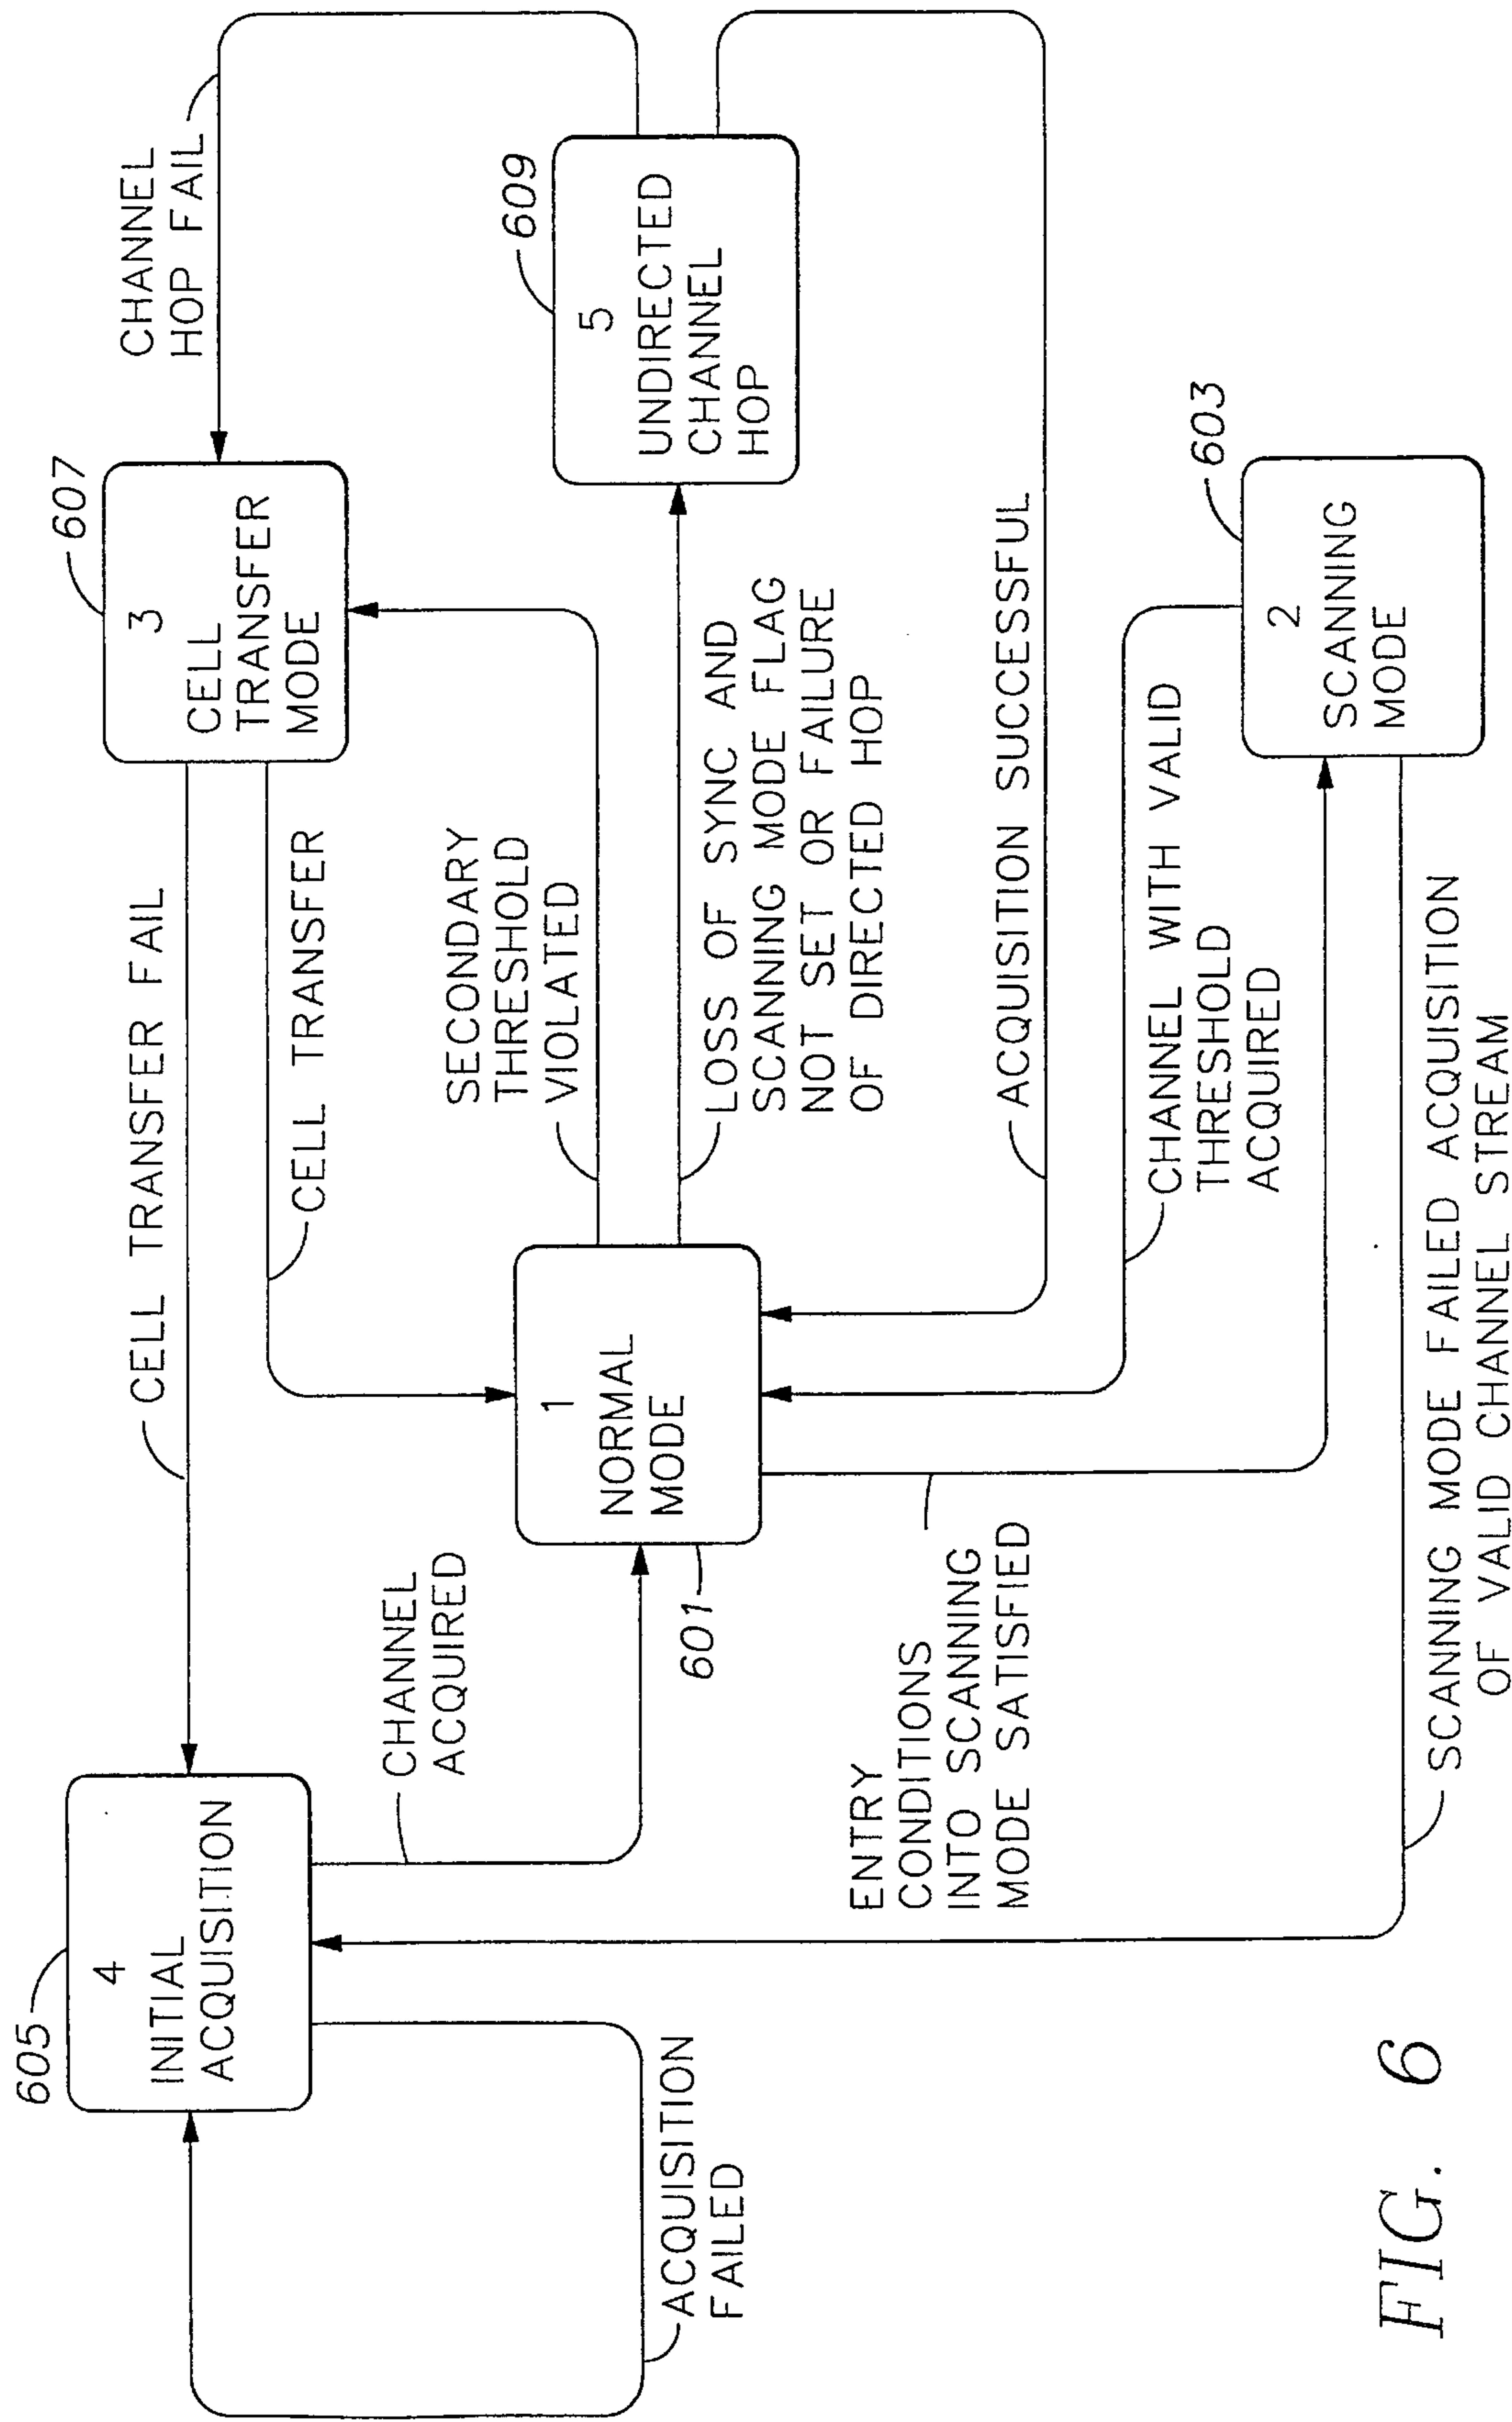 605
4
INITIAL
ACQUISITION
CELL TRANSFER FAIL
607
3
CELL
TRANSFER
MODE
CHANNEL
HOP FAIL
CELL TRANSFER
CHANNEL
ACQUIRED
SECONDARY
THRESHOLD
VIOLATED
609
5
UNDIRECTED
CHANNEL
HOP
1
NORMAL
MODE
601
LOSS OF SYNC AND
SCANNING MODE FLAG
NOT SET OR FAILURE
OF DIRECTED HOP
ACQUISITION
FAILED
ENTRY
CONDITIONS
INTO SCANNING
MODE SATISFIED
ACQUISITION SUCCESSFUL
CHANNEL WITH VALID
THRESHOLD
ACQUIRED
603
2
SCANNING
MODE
SCANNING MODE FAILED ACQUISITION
OF VALID CHANNEL STREAM
FIG. 6